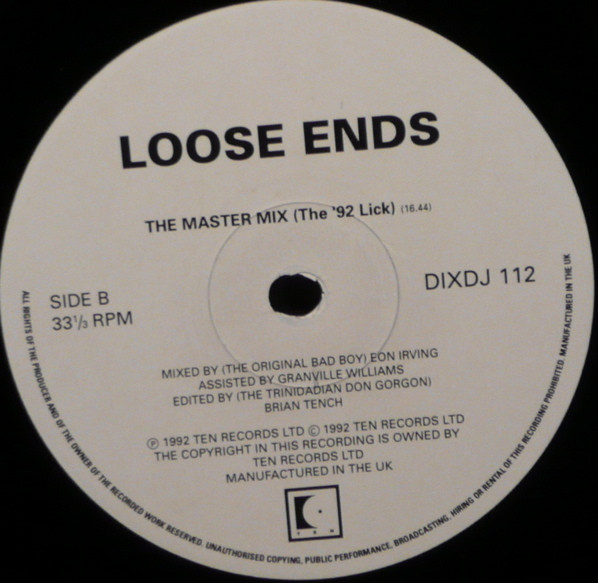 LOOSE ENDS
THE MASTER MIX (The '92 Lick) (16.44)
SIDE B
33⅓ RPM
DIXDJ 112
MIXED BY (THE ORIGINAL BAD BOY) EON IRVING
ASSISTED BY GRANVILLE WILLIAMS
EDITED BY (THE TRINIDADIAN DON GORGON)
BRIAN TENCH
Ⓟ 1992 TEN RECORDS LTD © 1992 TEN RECORDS LTD
THE COPYRIGHT IN THIS RECORDING IS OWNED BY
TEN RECORDS LTD
MANUFACTURED IN THE UK
TEN
ALL RIGHTS OF THE PRODUCER AND OF THE OWNER OF THE RECORDED WORK RESERVED. UNAUTHORISED COPYING, PUBLIC PERFORMANCE, BROADCASTING, HIRING OR RENTAL OF THIS RECORDING PROHIBITED. MANUFACTURED IN THE UK